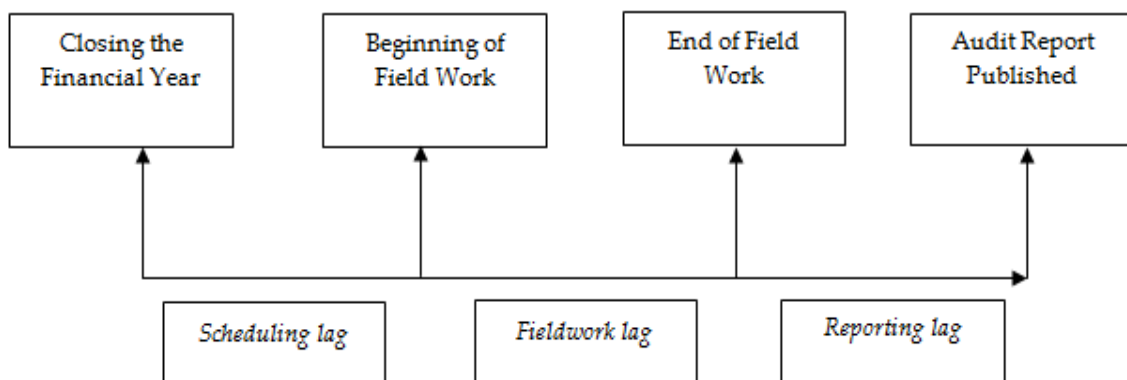 Closing the
Financial Year
Beginning of
Field Work
End of Field
Work
Audit Report
Published
Scheduling lag
Fieldwork lag
Reporting lag